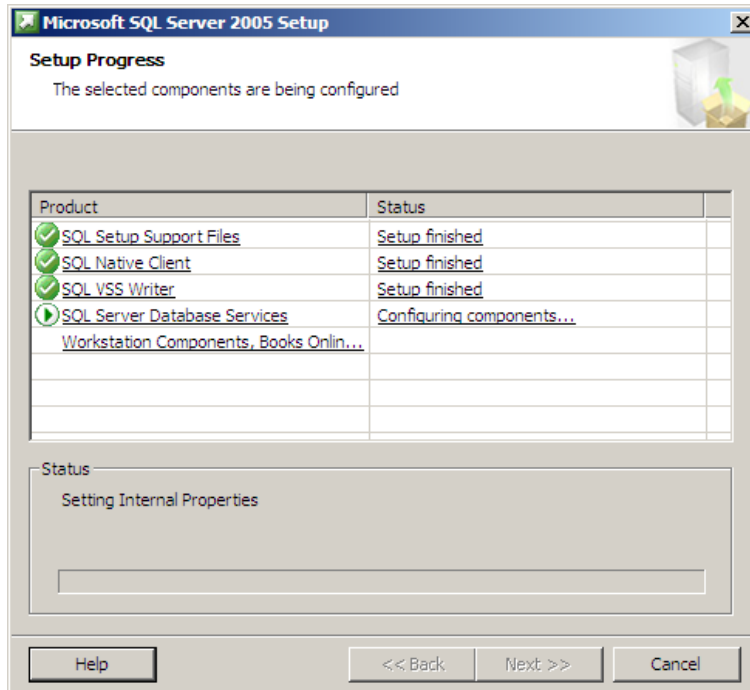 Microsoft SQL Server 2005 Setup
Setup Progress
The selected components are being configured
Product Status
SQL Setup Support Files Setup finished
SQL Native Client Setup finished
SQL VSS Writer Setup finished
SQL Server Database Services Configuring components...
Workstation Components, Books Onlin...
Status
Setting Internal Properties
Help << Back Next >> Cancel